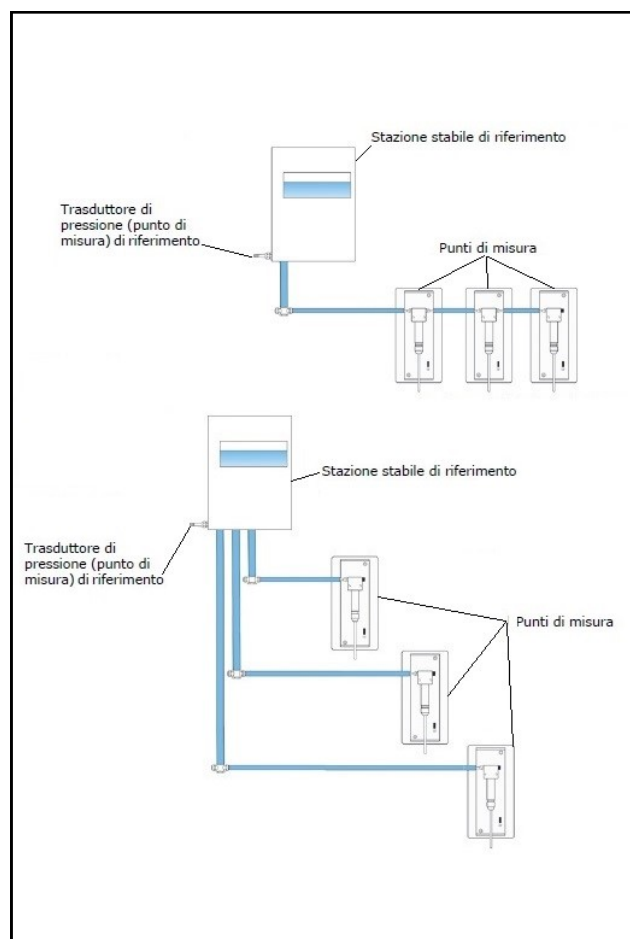 Stazione stabile di riferimento
Trasduttore di
pressione (punto di
misura) di riferimento
Punti di misura
Stazione stabile di riferimento
Trasduttore di
pressione (punto di
misura) di riferimento
Punti di misura